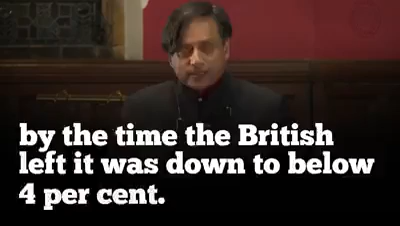 by the time the British
left it was down to below
4 per cent.